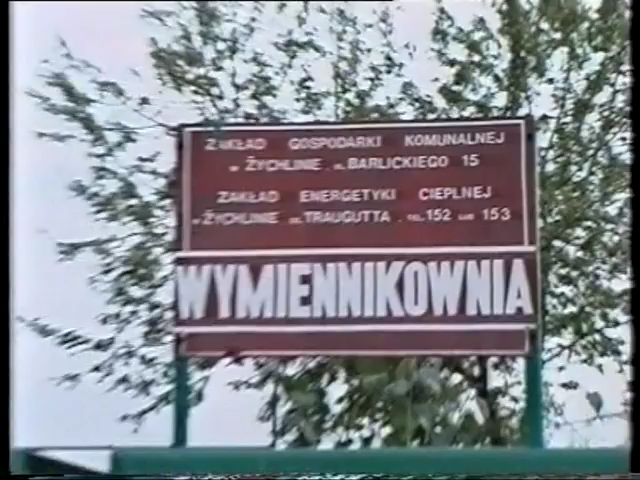 ZAKŁAD GOSPODARKI KOMUNALNEJ
W ŻYCHLINIE UL. BARLICKIEGO 15
ZAKŁAD ENERGETYKI CIEPLNEJ
W ŻYCHLINIE UL. TRAUGUTTA. TEL. 152 LUB 153
WYMIENNIKOWNIA